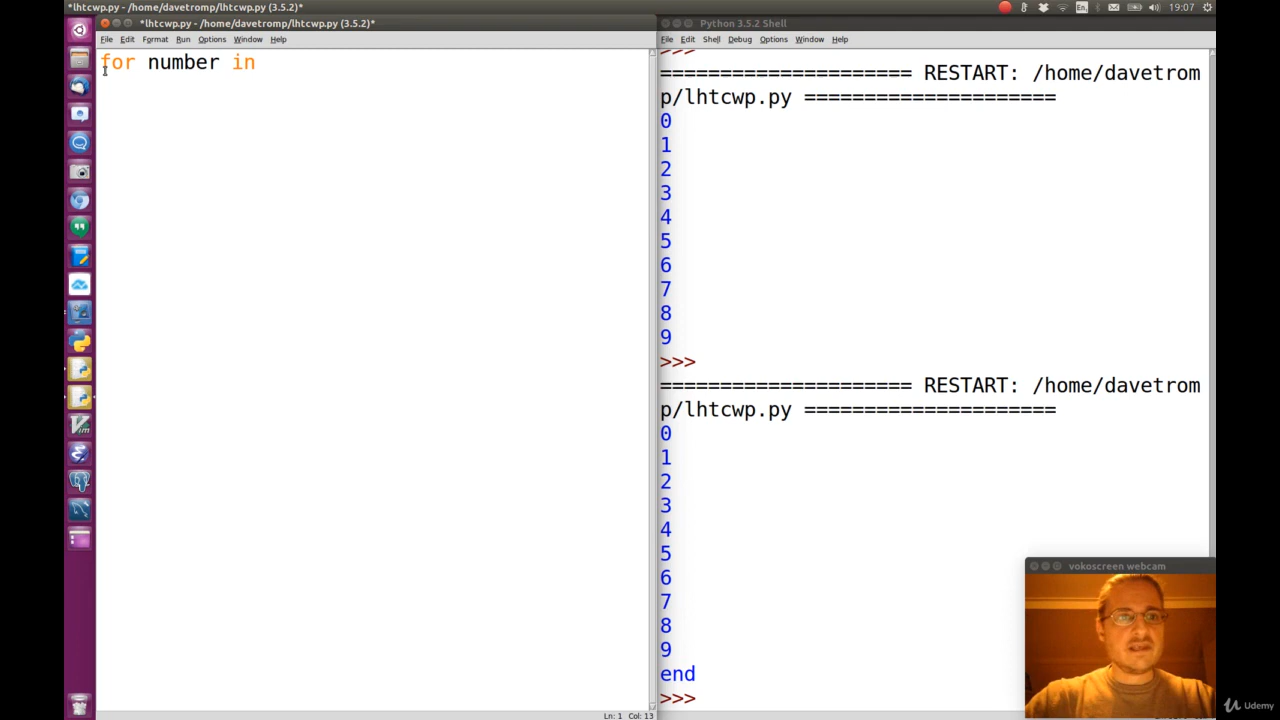 *lhtcwp.py - /home/davetromp/lhtcwp.py (3.5.2)*
En
19:07
*lhtcwp.py - /home/davetromp/lhtcwp.py (3.5.2)*
File Edit Format Run Options Window Help
for number in
Ln: 1 Col: 13
Python 3.5.2 Shell
File Edit Shell Debug Options Window Help
>>>
===================== RESTART: /home/davetrom
p/lhtcwp.py =====================
0
1
2
3
4
5
6
7
8
9
>>>
===================== RESTART: /home/davetrom
p/lhtcwp.py =====================
0
1
2
3
4
5
6
7
8
9
end
>>>
vokoscreen webcam
Udemy